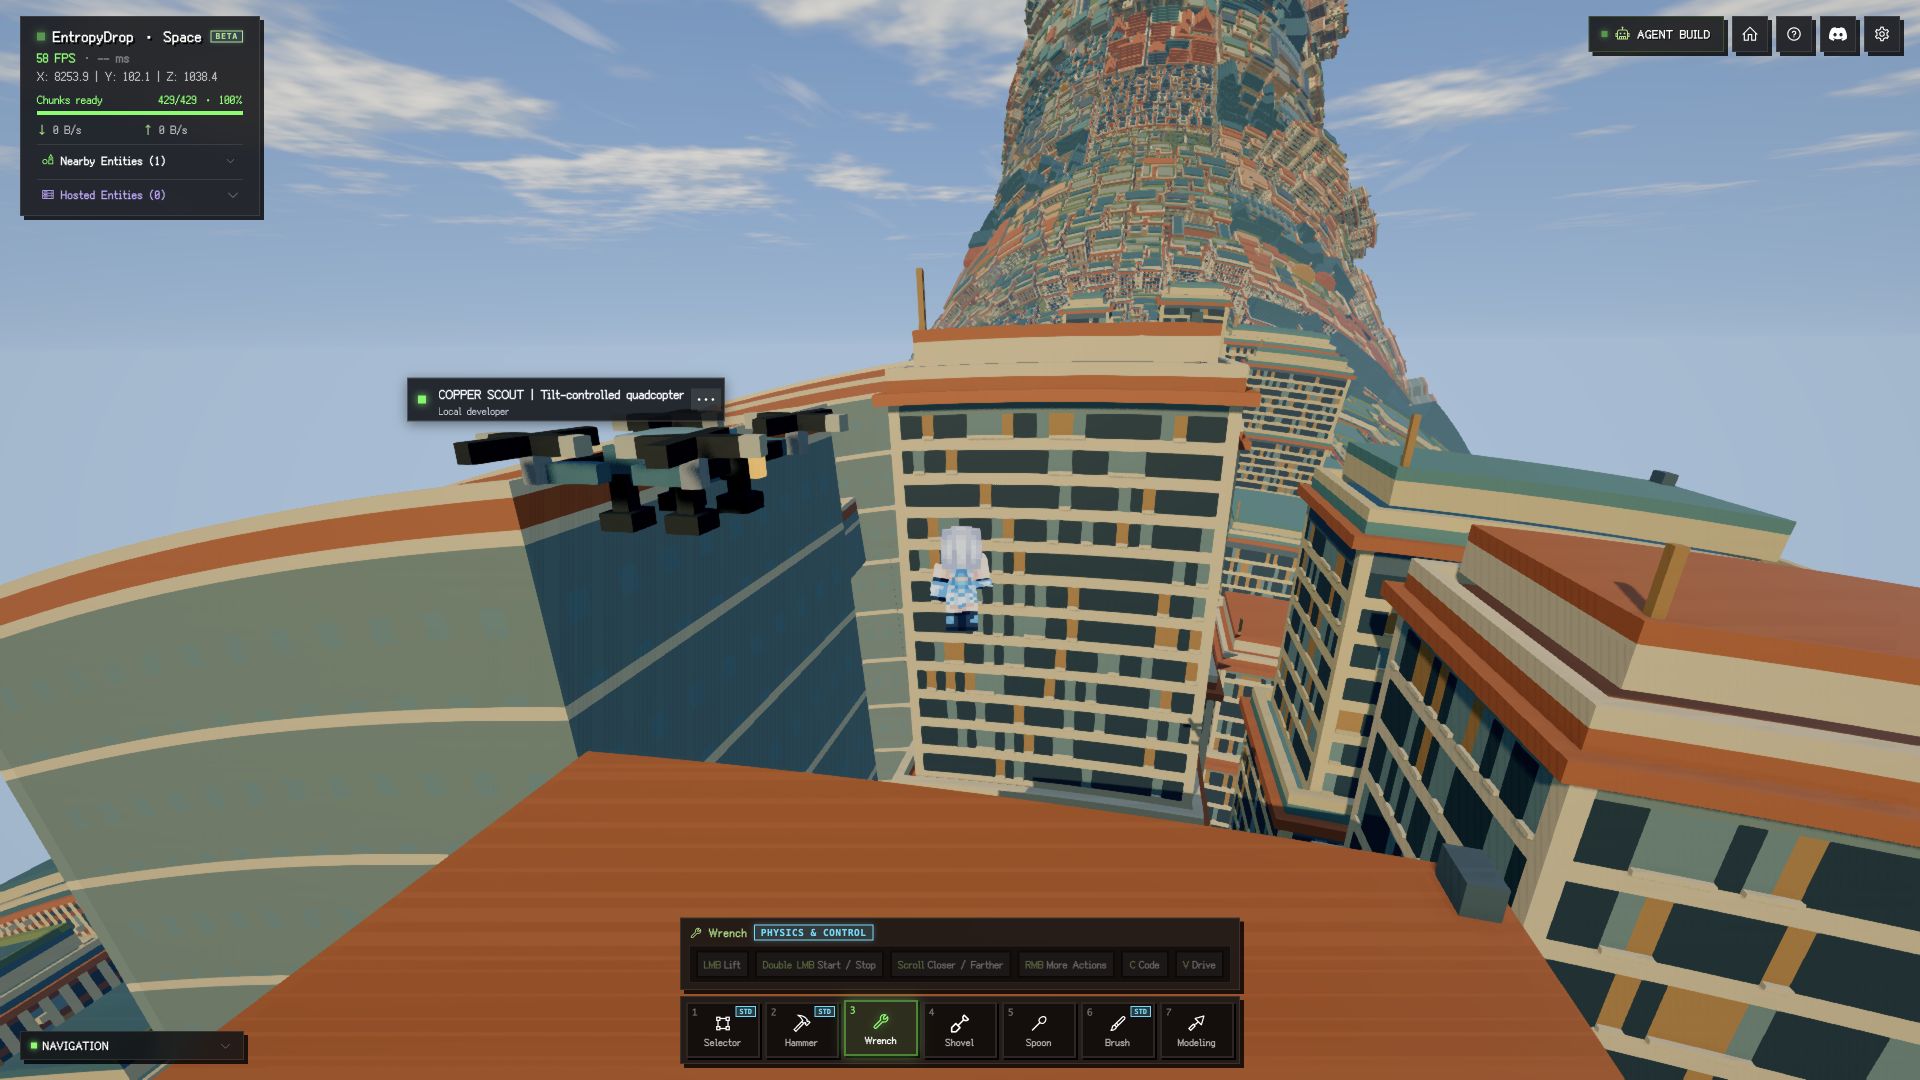 EntropyDrop · Space BETA
58 FPS · -- ms
X: 8253.9 | Y: 102.1 | Z: 1038.4
Chunks ready 429/429 · 100%
↓ 0 B/s ↑ 0 B/s
Nearby Entities (1)
Hosted Entities (0)
AGENT BUILD
COPPER SCOUT | Tilt-controlled quadcopter ...
Local developer
Wrench PHYSICS & CONTROL
LMB Lift Double LMB Start / Stop Scroll Closer / Farther RMB More Actions C Code V Drive
1 STD 2 STD 3 4 5 6 STD 7
Selector Hammer Wrench Shovel Spoon Brush Modeling
NAVIGATION